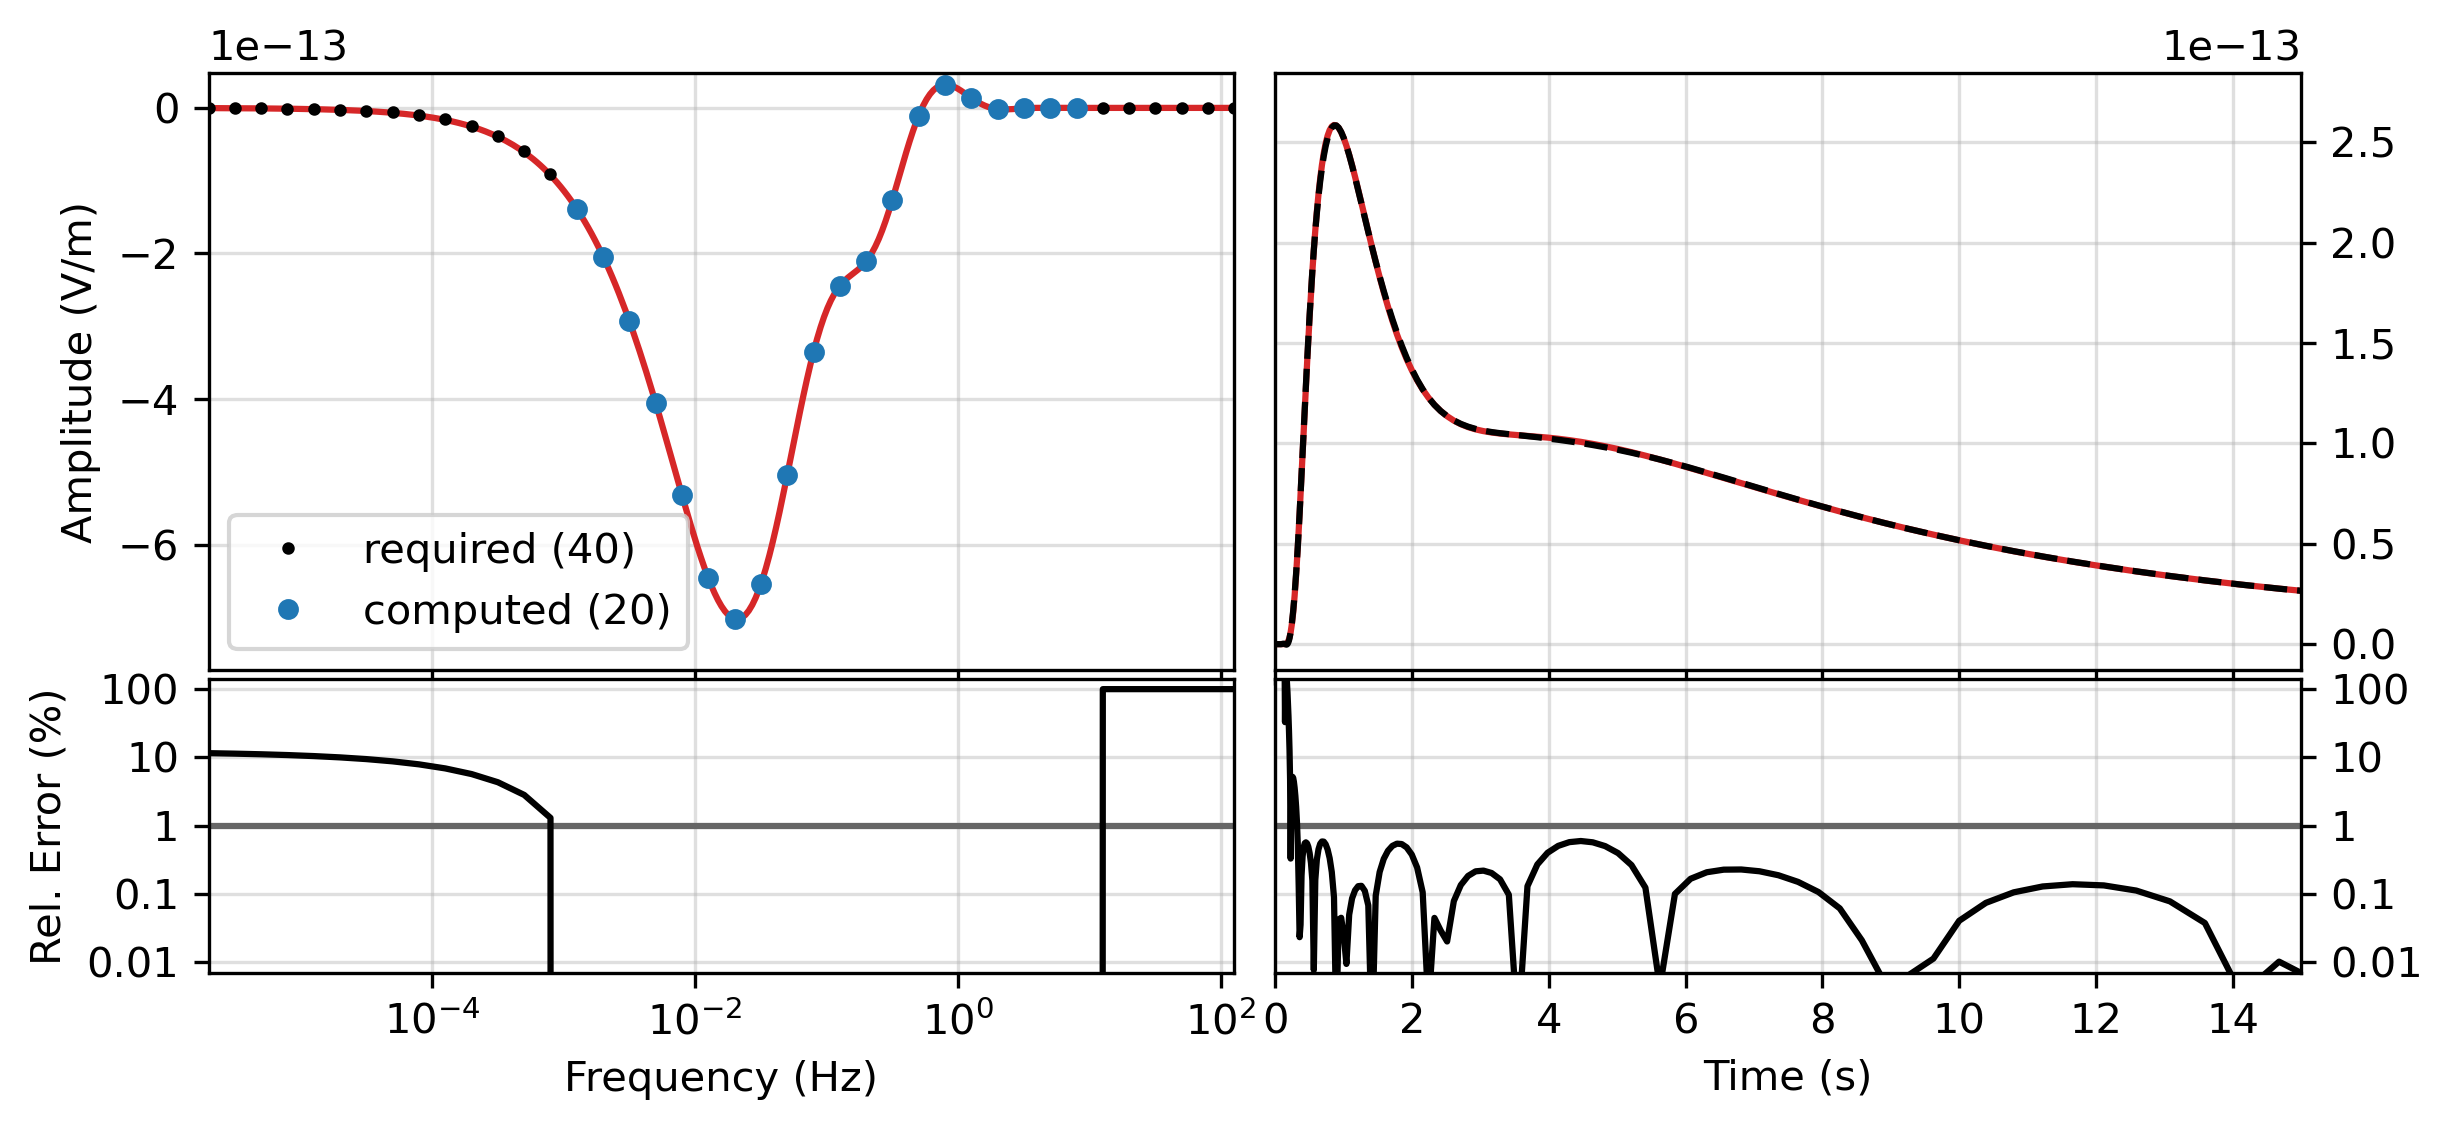 1e−13
1e−13
Amplitude (V/m)
0
−2
−4
−6
required (40)
computed (20)
2.5
2.0
1.5
1.0
0.5
0.0
Rel. Error (%)
100
10
1
0.1
0.01
100
10
1
0.1
0.01
10⁻⁴ 10⁻² 10⁰ 10²
0 2 4 6 8 10 12 14
Frequency (Hz)
Time (s)